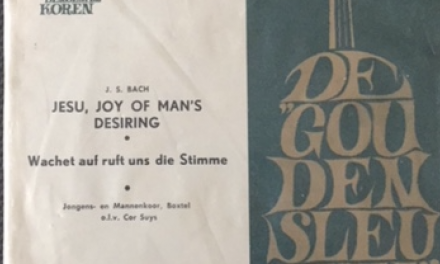 KOREN
J. S. BACH
JESU, JOY OF MAN'S
DESIRING
Wachet auf ruft uns die Stimme
Jongens- en Mannenkoor, Boxtel
o.l.v. Cor Suys
DE
GOU
DEN
SLEU